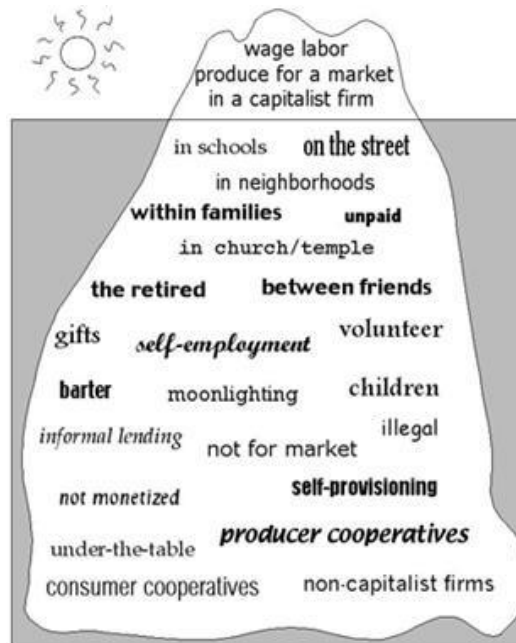 wage labor
produce for a market
in a capitalist firm
in schools on the street
in neighborhoods
within families unpaid
in church/temple
the retired between friends
gifts self-employment volunteer
barter moonlighting children
informal lending not for market illegal
not monetized self-provisioning
under-the-table producer cooperatives
consumer cooperatives non-capitalist firms